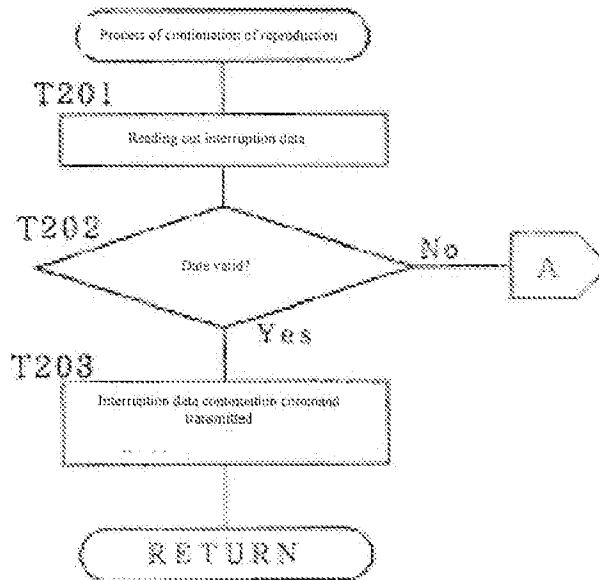 Process of continuation of reproduction
T201
Reading out interruption data
T202
Data valid?
No
A
Yes
T203
Interruption data continuation command
transmitted
RETURN